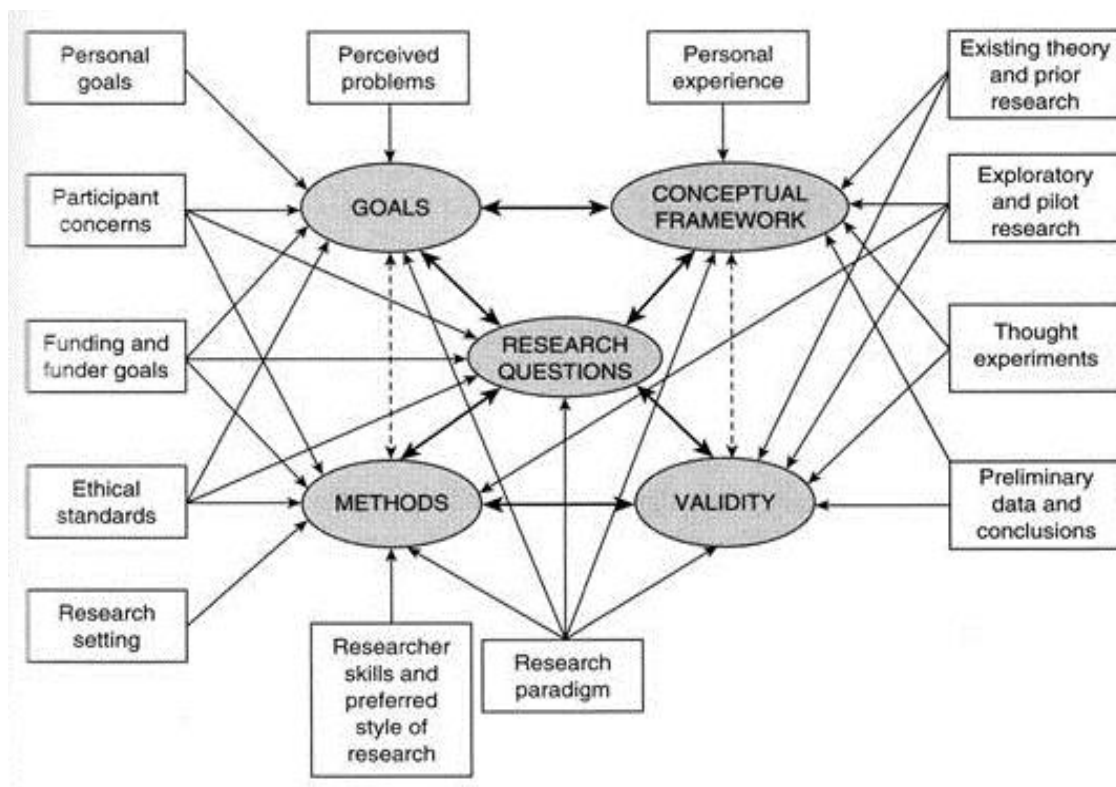 Personal
goals
Perceived
problems
Personal
experience
Existing theory
and prior
research
Participant
concerns
GOALS
CONCEPTUAL
FRAMEWORK
Exploratory
and pilot
research
Funding and
funder goals
RESEARCH
QUESTIONS
Thought
experiments
Ethical
standards
METHODS
VALIDITY
Preliminary
data and
conclusions
Research
setting
Researcher
skills and
preferred
style of
research
Research
paradigm